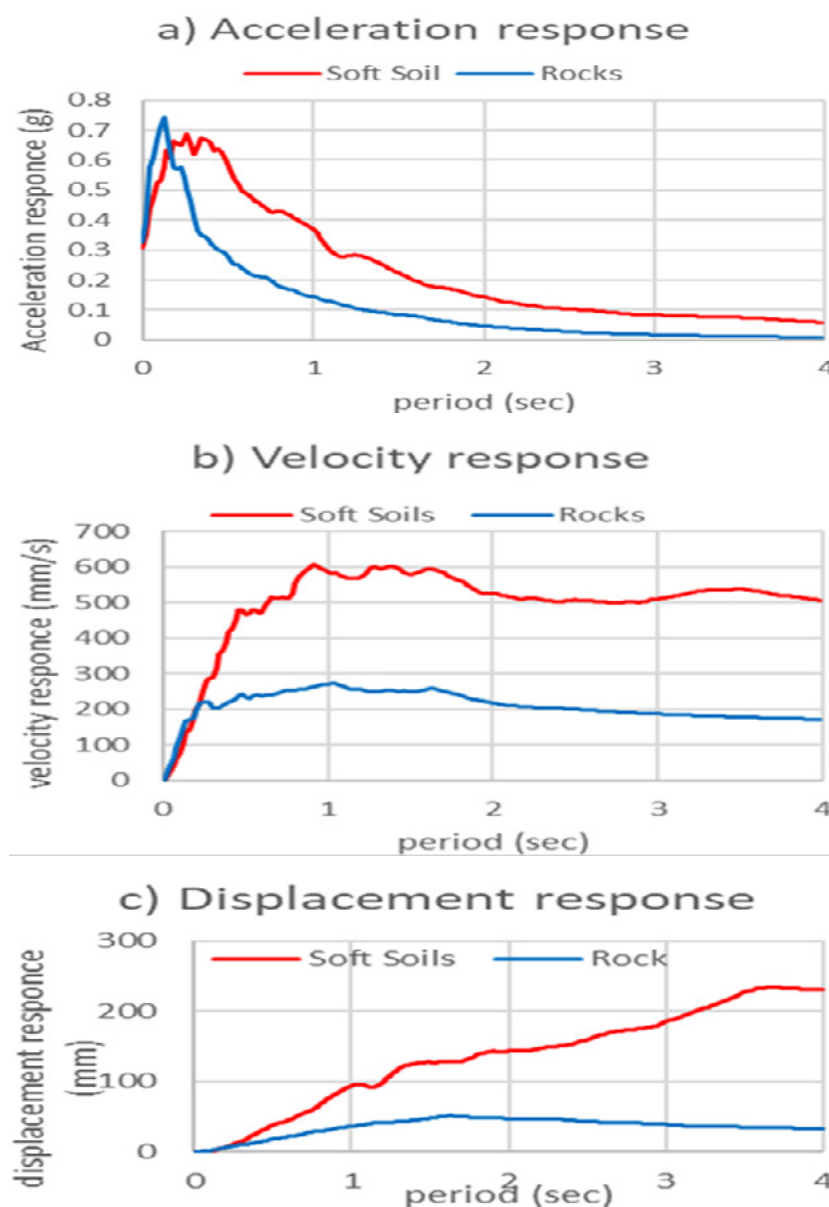 a) Acceleration response
Soft Soil Rocks
Acceleration responce (g)
0.8
0.7
0.6
0.5
0.4
0.3
0.2
0.1
0
0 1 2 3 4
period (sec)
b) Velocity response
Soft Soils Rocks
velocity responce (mm/s)
700
600
500
400
300
200
100
0
0 1 2 3 4
period (sec)
c) Displacement response
Soft Soils Rock
displacement responce
(mm)
300
200
100
0
0 1 2 3 4
period (sec)